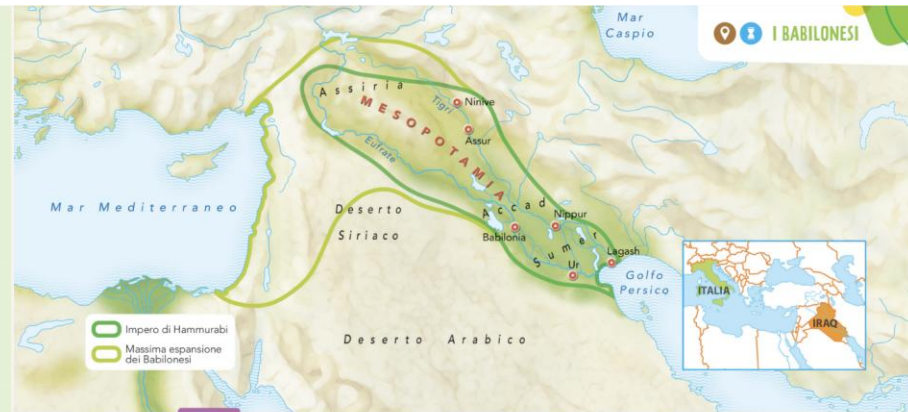 I BABILONESI
Mar
Caspio
Assiria
MESOPOTAMIA
Tigri
Ninive
Assur
Eufrate
Mar Mediterraneo
Deserto
Siriaco
Accad
Nippur
Babilonia
Sumer
Lagash
Ur
Golfo
Persico
Deserto Arabico
Impero di Hammurabi
Massima espansione
dei Babilonesi
ITALIA
IRAQ